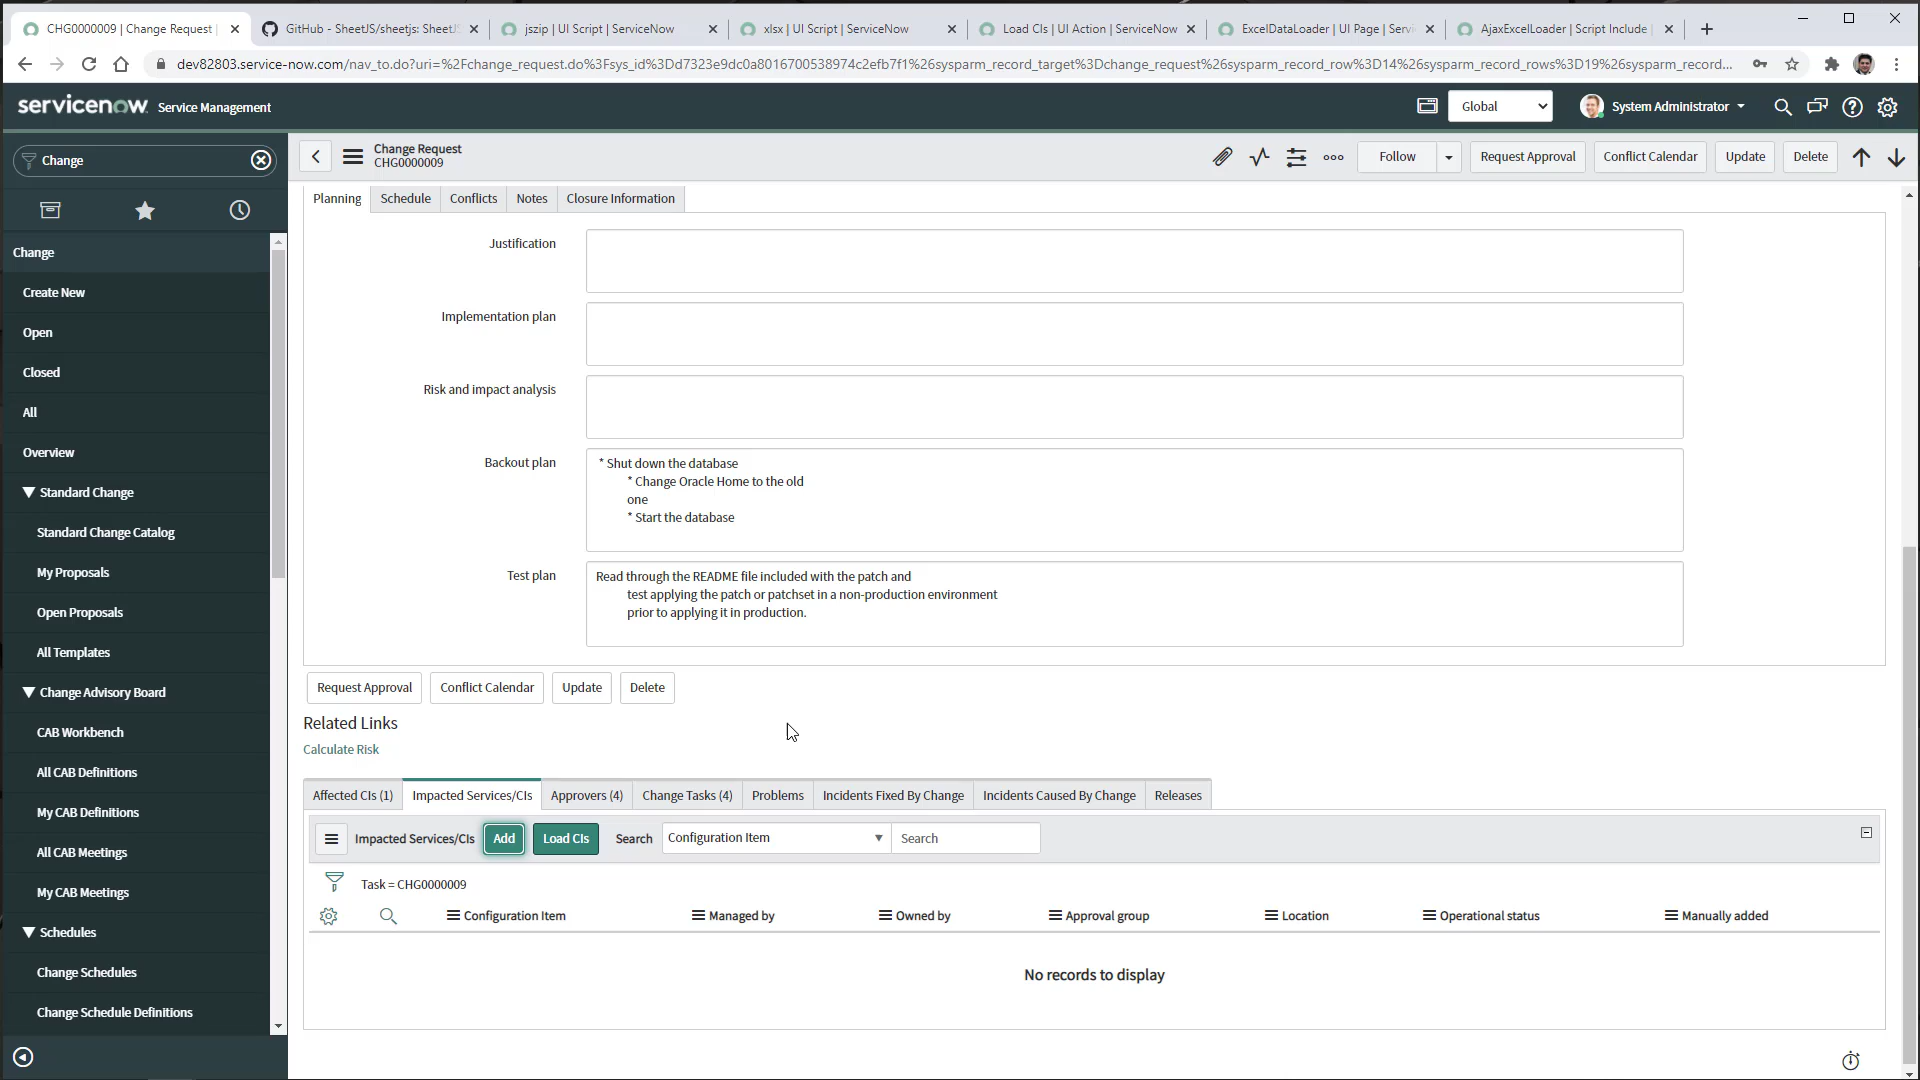 CHG0000009 | Change Request |
GitHub - SheetJS/sheetjs: SheetJS
jszip | UI Script | ServiceNow
xlsx | UI Script | ServiceNow
Load CIs | UI Action | ServiceNow
ExcelDataLoader | UI Page | Servi
AjaxExcelLoader | Script Include |
dev82803.service-now.com/nav_to.do?uri=%2Fchange_request.do%3Fsys_id%3Dd7323e9dc0a8016700538974c2efb7f1%26sysparm_record_target%3Dchange_request%26sysparm_record_row%3D14%26sysparm_record_rows%3D19%26sysparm_record...
servicenow Service Management
Global
System Administrator
Change
Change Request
CHG0000009
Follow
Request Approval
Conflict Calendar
Update
Delete
Change
Create New
Open
Closed
All
Overview
Standard Change
Standard Change Catalog
My Proposals
Open Proposals
All Templates
Change Advisory Board
CAB Workbench
All CAB Definitions
My CAB Definitions
All CAB Meetings
My CAB Meetings
Schedules
Change Schedules
Change Schedule Definitions
Planning
Schedule
Conflicts
Notes
Closure Information
Justification
Implementation plan
Risk and impact analysis
Backout plan
* Shut down the database
* Change Oracle Home to the old
one
* Start the database
Test plan
Read through the README file included with the patch and
test applying the patch or patchset in a non-production environment
prior to applying it in production.
Request Approval
Conflict Calendar
Update
Delete
Related Links
Calculate Risk
Affected CIs (1)
Impacted Services/CIs
Approvers (4)
Change Tasks (4)
Problems
Incidents Fixed By Change
Incidents Caused By Change
Releases
Impacted Services/CIs
Add
Load CIs
Search
Configuration Item
Search
Task = CHG0000009
Configuration Item
Managed by
Owned by
Approval group
Location
Operational status
Manually added
No records to display